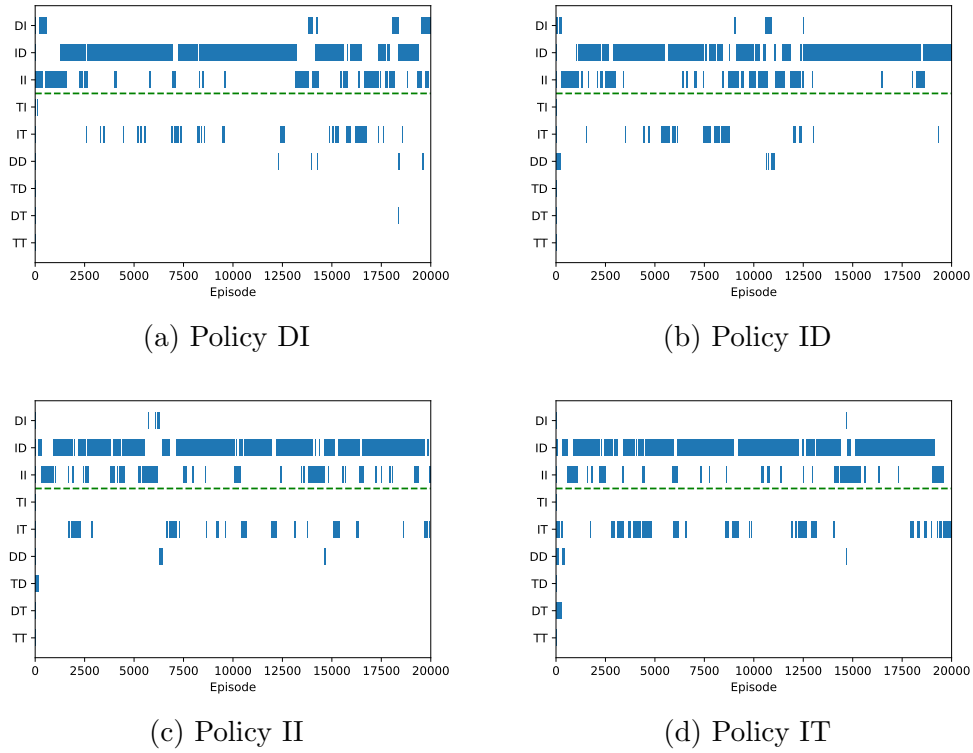 DI
ID
II
TI
IT
DD
TD
DT
TT
0 2500 5000 7500 10000 12500 15000 17500 20000
Episode
(a) Policy DI
DI
ID
II
TI
IT
DD
TD
DT
TT
0 2500 5000 7500 10000 12500 15000 17500 20000
Episode
(b) Policy ID
DI
ID
II
TI
IT
DD
TD
DT
TT
0 2500 5000 7500 10000 12500 15000 17500 20000
Episode
(c) Policy II
DI
ID
II
TI
IT
DD
TD
DT
TT
0 2500 5000 7500 10000 12500 15000 17500 20000
Episode
(d) Policy IT